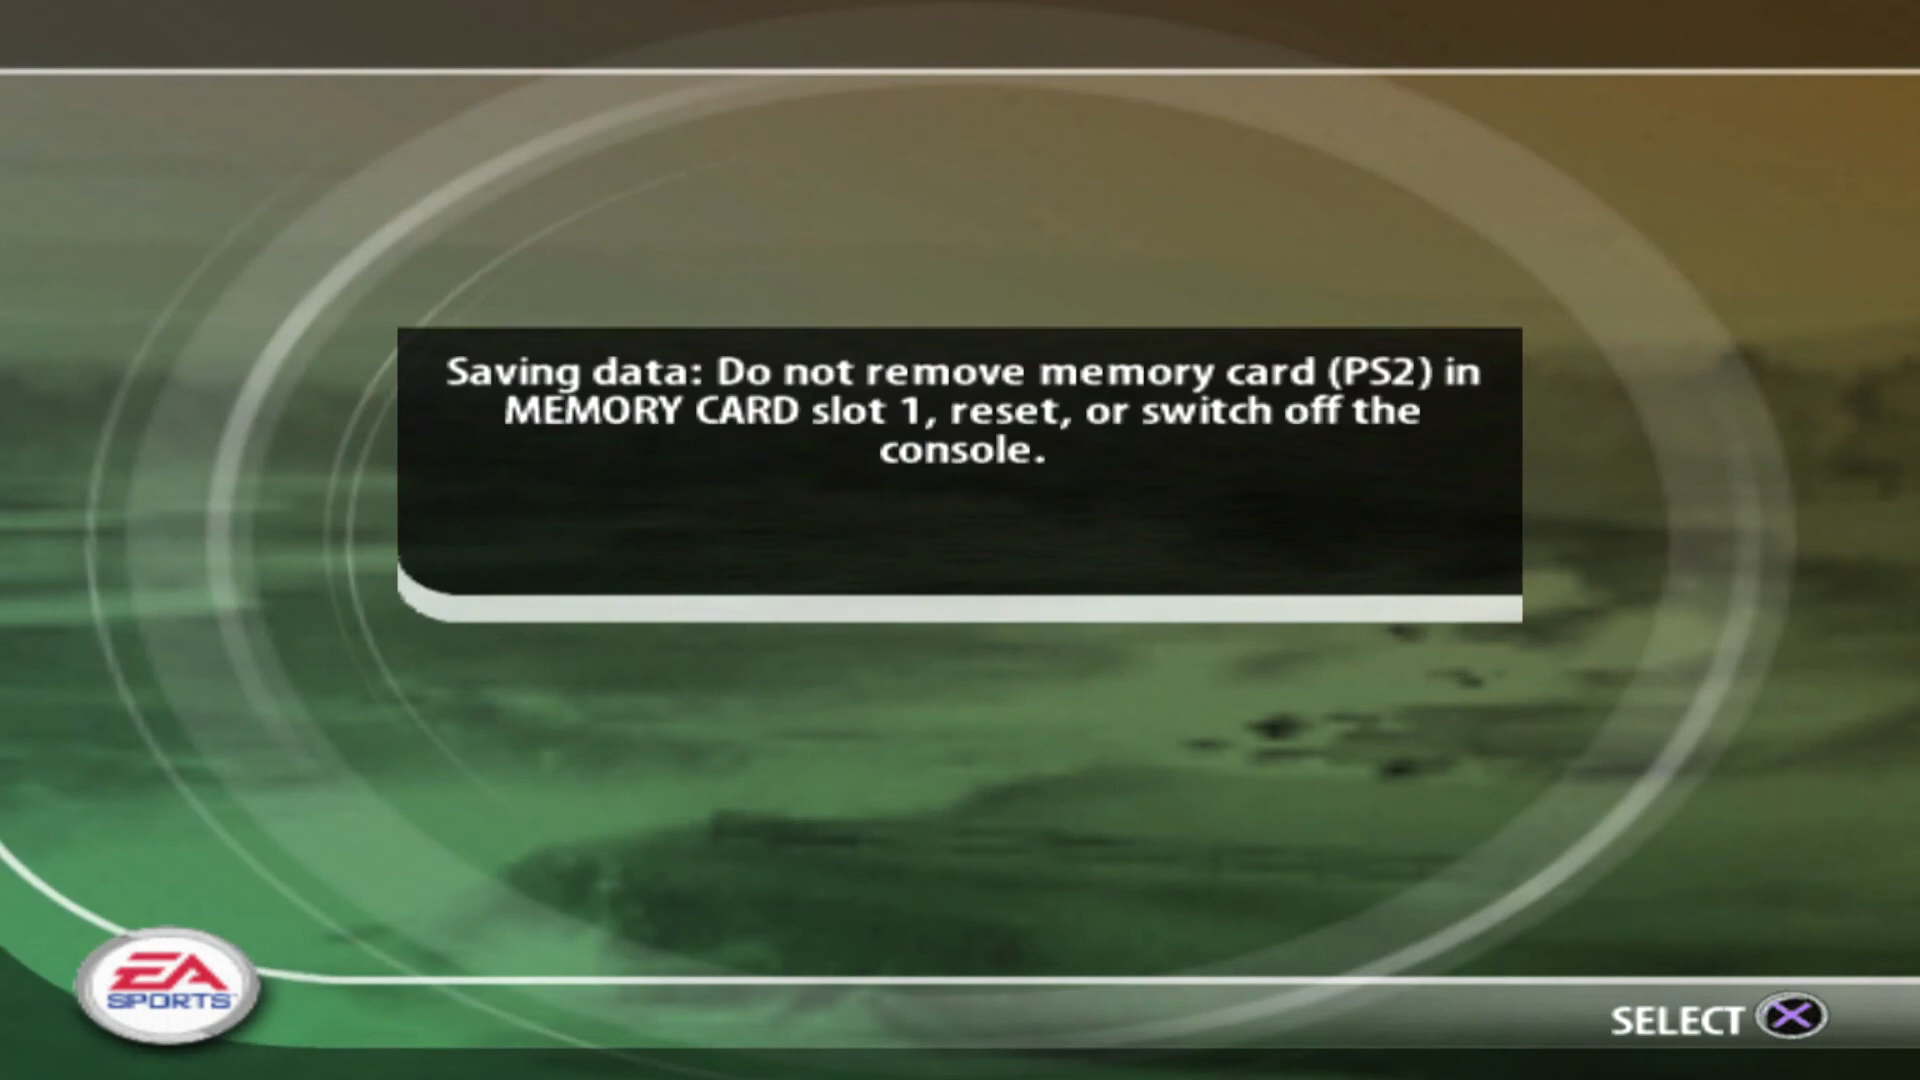 Saving data: Do not remove memory card (PS2) in
MEMORY CARD slot 1, reset, or switch off the
console.
EA
SPORTS
SELECT